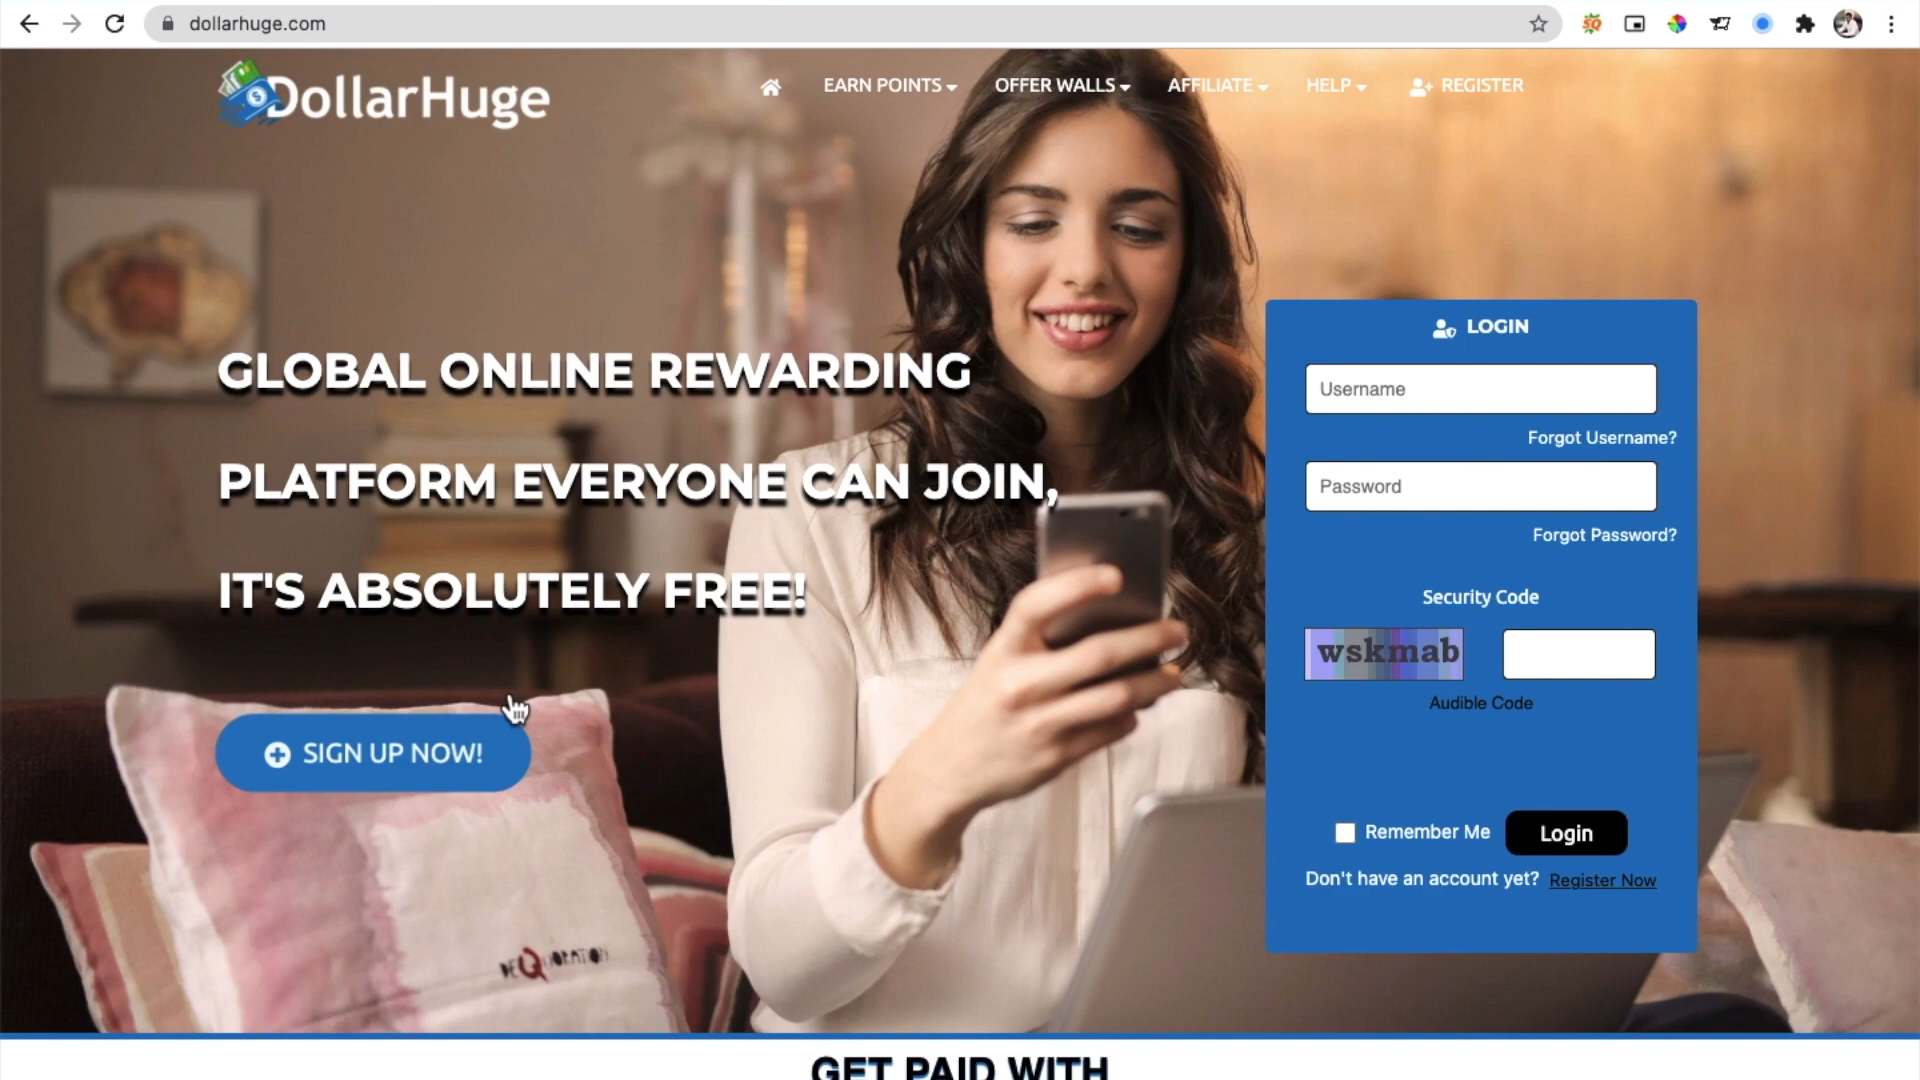 dollarhuge.com
SQ
DollarHuge
EARN POINTS
OFFER WALLS
AFFILIATE
HELP
REGISTER
GLOBAL ONLINE REWARDING
PLATFORM EVERYONE CAN JOIN,
IT'S ABSOLUTELY FREE!
SIGN UP NOW!
LOGIN
Username
Forgot Username?
Password
Forgot Password?
Security Code
wskmab
Audible Code
Remember Me
Login
Don't have an account yet? Register Now
DEQUORATION
GET PAID WITH